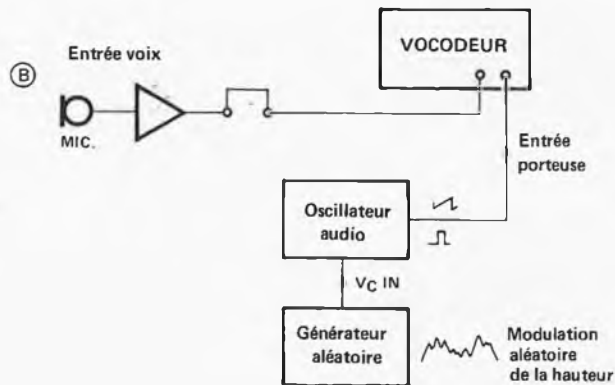 Entrée voix
B
MIC.
VOCODEUR
Entrée
porteuse
Oscillateur
audio
VC IN
Générateur
aléatoire
Modulation
aléatoire
de la hauteur